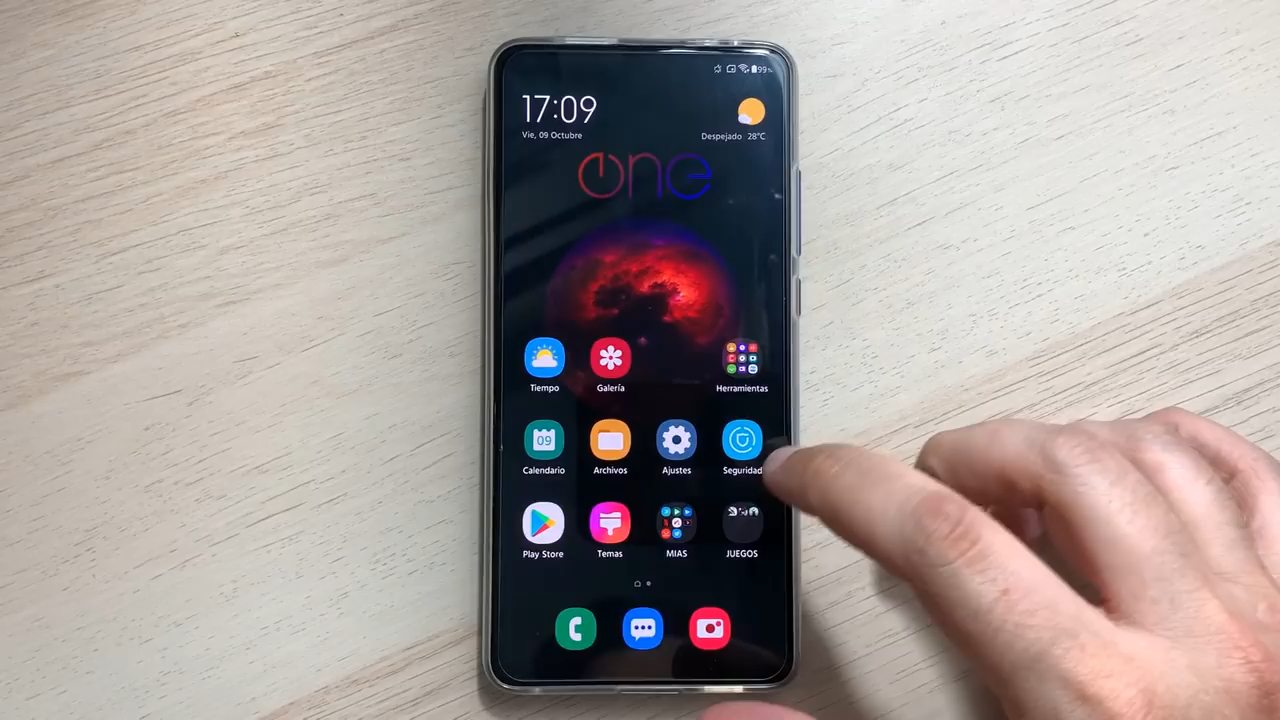 99
17:09
Vie, 09 Octubre
Despejado 28°C
one
Tiempo
Galería
Herramientas
09
Calendario
Archivos
Ajustes
Seguridad
Play Store
Temas
MIAS
JUEGOS